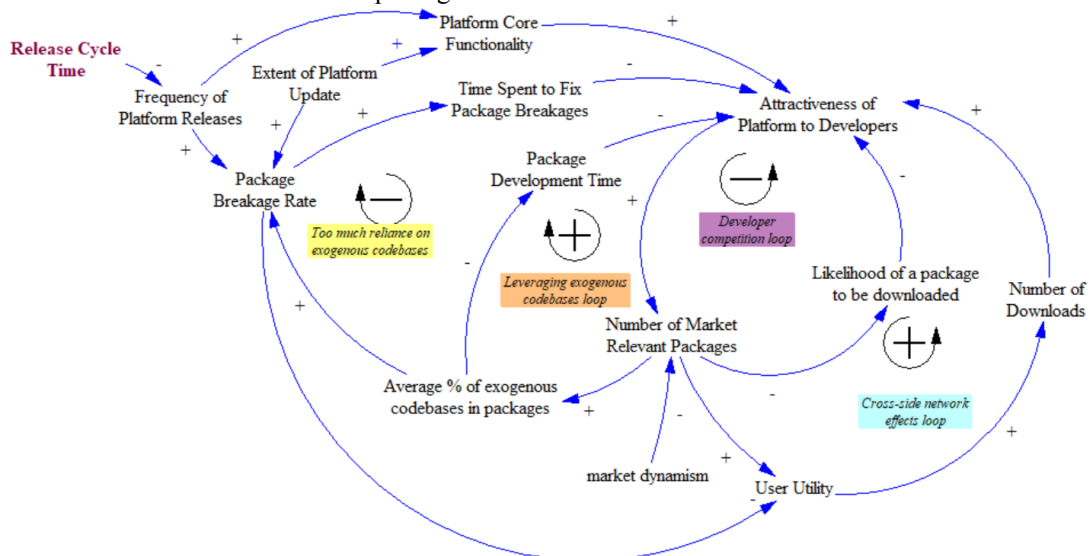 Platform Core
Functionality
Release Cycle
Time
Extent of Platform
Update
Frequency of
Platform Releases
Time Spent to Fix
Package Breakages
Attractiveness of
Platform to Developers
Package
Breakage Rate
Package
Development Time
Too much reliance on
exogenous codebases
Developer
competition loop
Leveraging exogenous
codebases loop
Likelihood of a package
to be downloaded
Number of
Downloads
Number of Market
Relevant Packages
Average % of exogenous
codebases in packages
Cross-side network
effects loop
market dynamism
User Utility